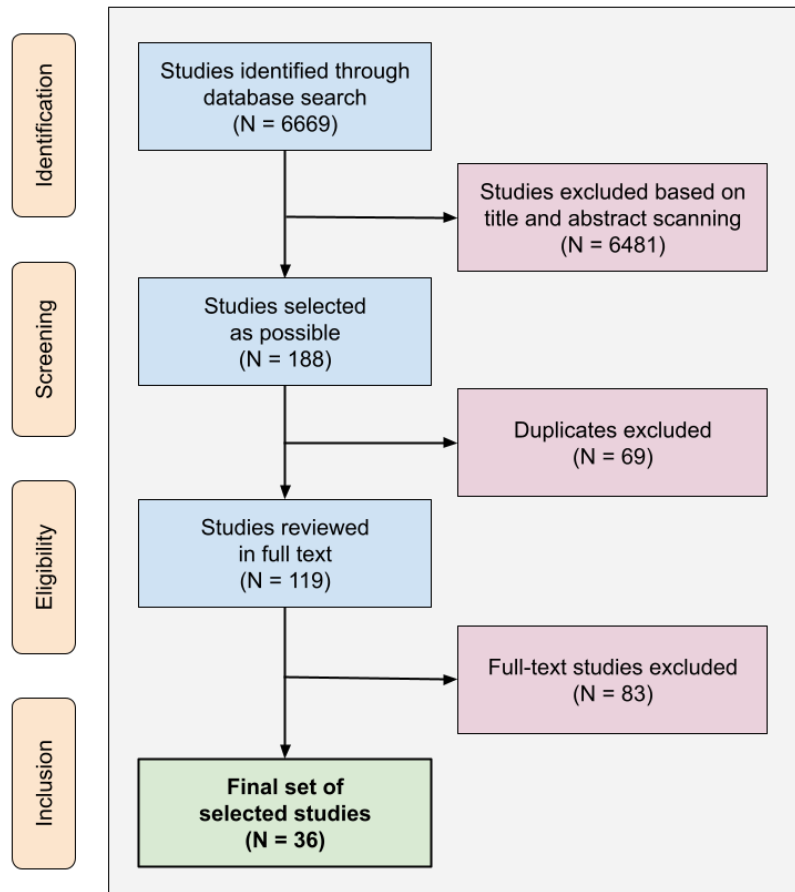 Identification
Studies identified through
database search
(N = 6669)
Studies excluded based on
title and abstract scanning
(N = 6481)
Screening
Studies selected
as possible
(N = 188)
Duplicates excluded
(N = 69)
Eligibility
Studies reviewed
in full text
(N = 119)
Full-text studies excluded
(N = 83)
Inclusion
Final set of
selected studies
(N = 36)